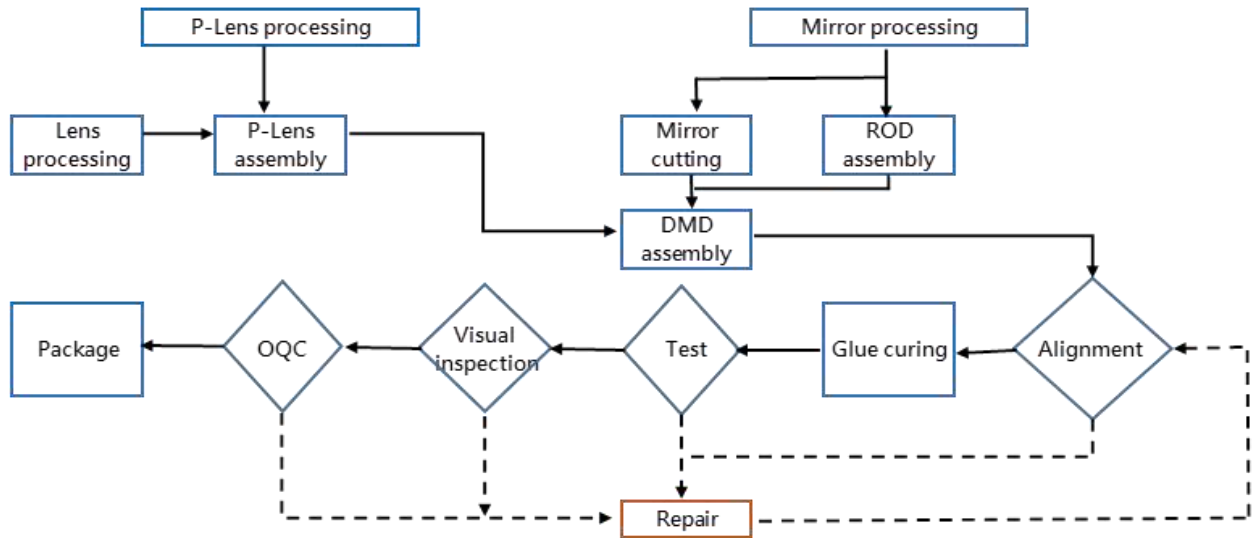 P-Lens processing
Mirror processing
Lens
processing
P-Lens
assembly
Mirror
cutting
ROD
assembly
DMD
assembly
Package
OQC
Visual
inspection
Test
Glue curing
Alignment
Repair